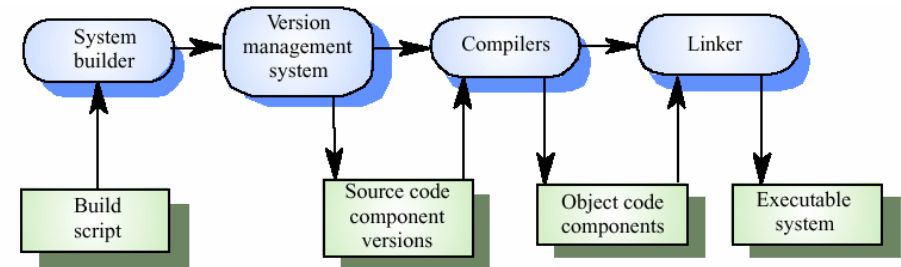 System
builder
Version
management
system
Compilers
Linker
Build
script
Source code
component
versions
Object code
components
Executable
system